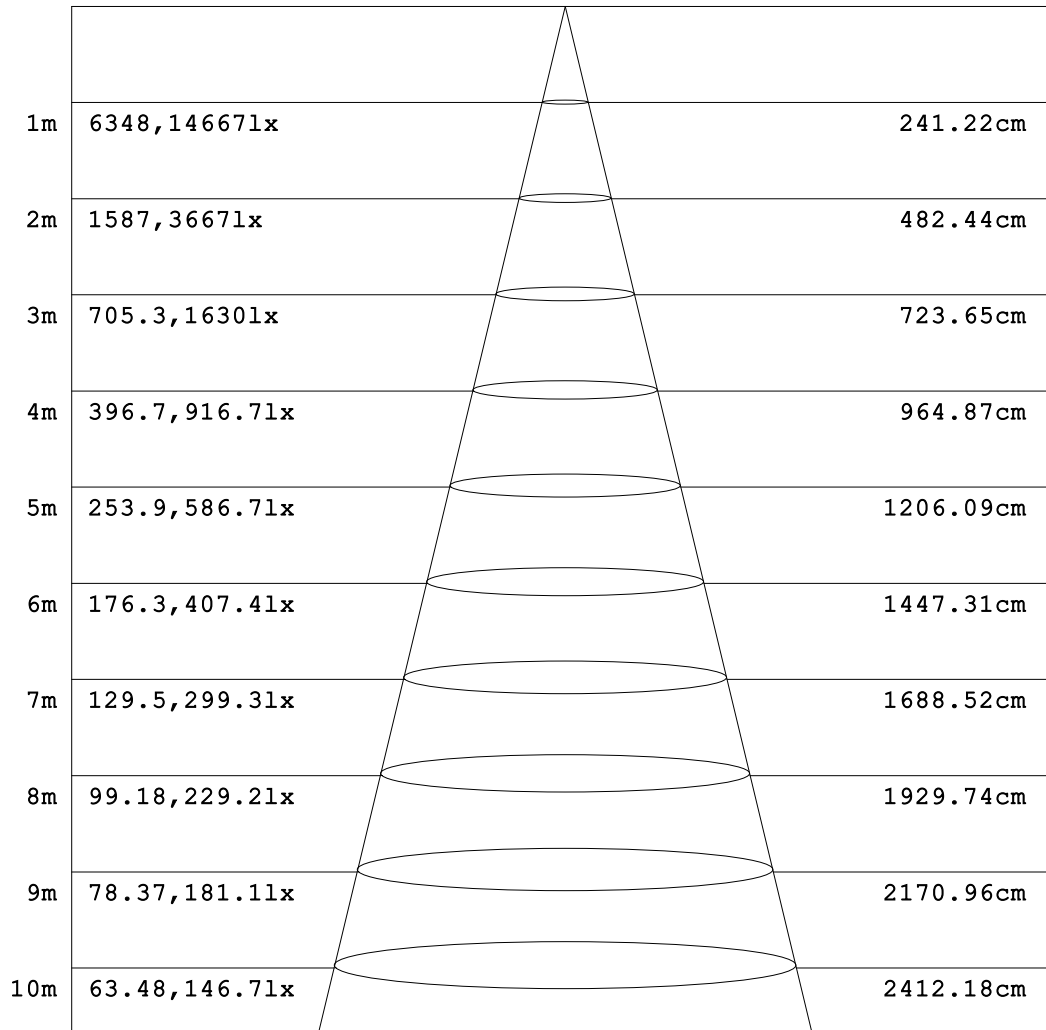 1m 6348,14667lx 241.22cm
2m 1587,3667lx 482.44cm
3m 705.3,1630lx 723.65cm
4m 396.7,916.7lx 964.87cm
5m 253.9,586.7lx 1206.09cm
6m 176.3,407.4lx 1447.31cm
7m 129.5,299.3lx 1688.52cm
8m 99.18,229.2lx 1929.74cm
9m 78.37,181.1lx 2170.96cm
10m 63.48,146.7lx 2412.18cm